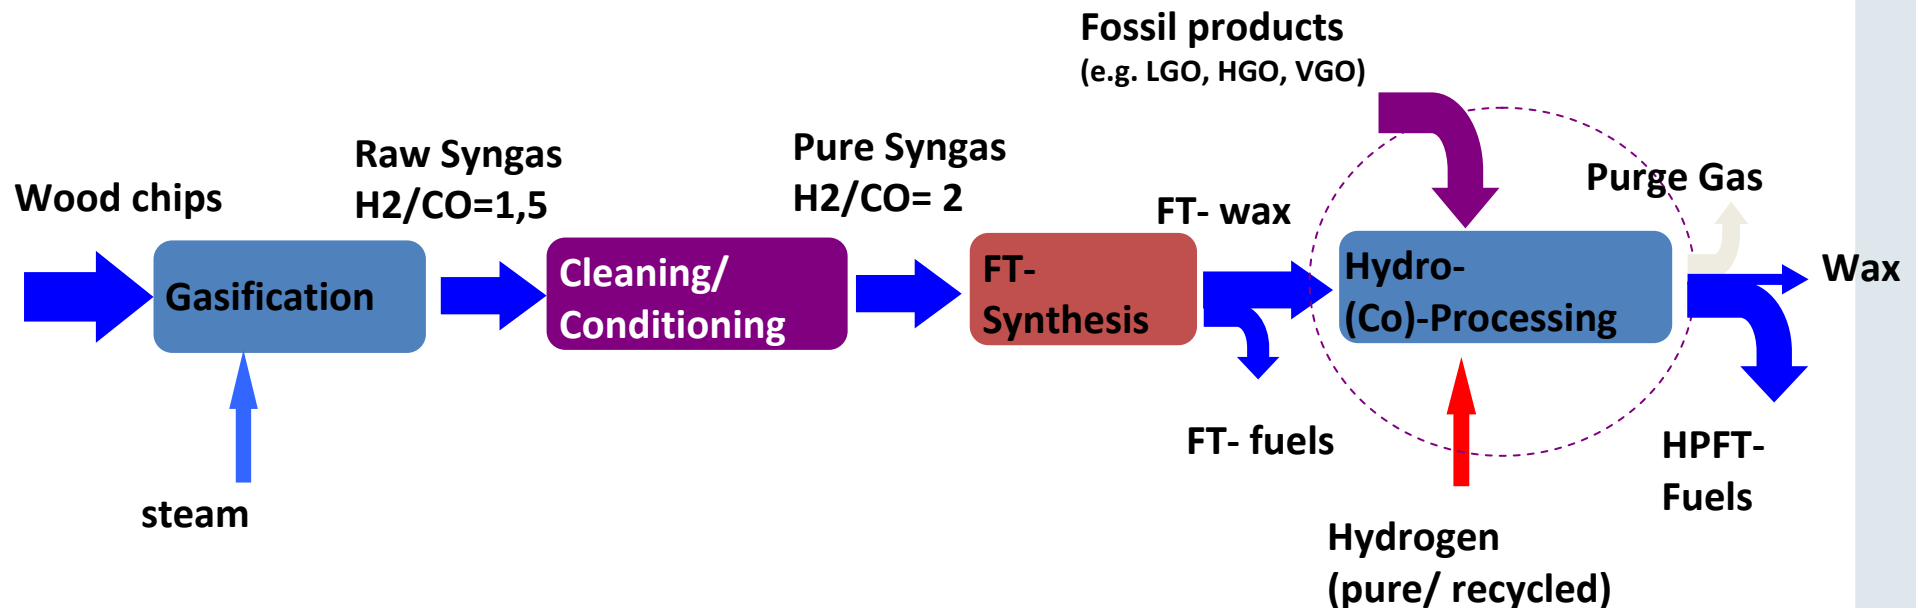 Fossil products
(e.g. LGO, HGO, VGO)
Raw Syngas
H2/CO=1,5
Pure Syngas
H2/CO= 2
Wood chips
FT- wax
Purge Gas
Gasification
Cleaning/
Conditioning
FT-
Synthesis
Hydro-
(Co)-Processing
Wax
FT- fuels
HPFT-
Fuels
steam
Hydrogen
(pure/ recycled)